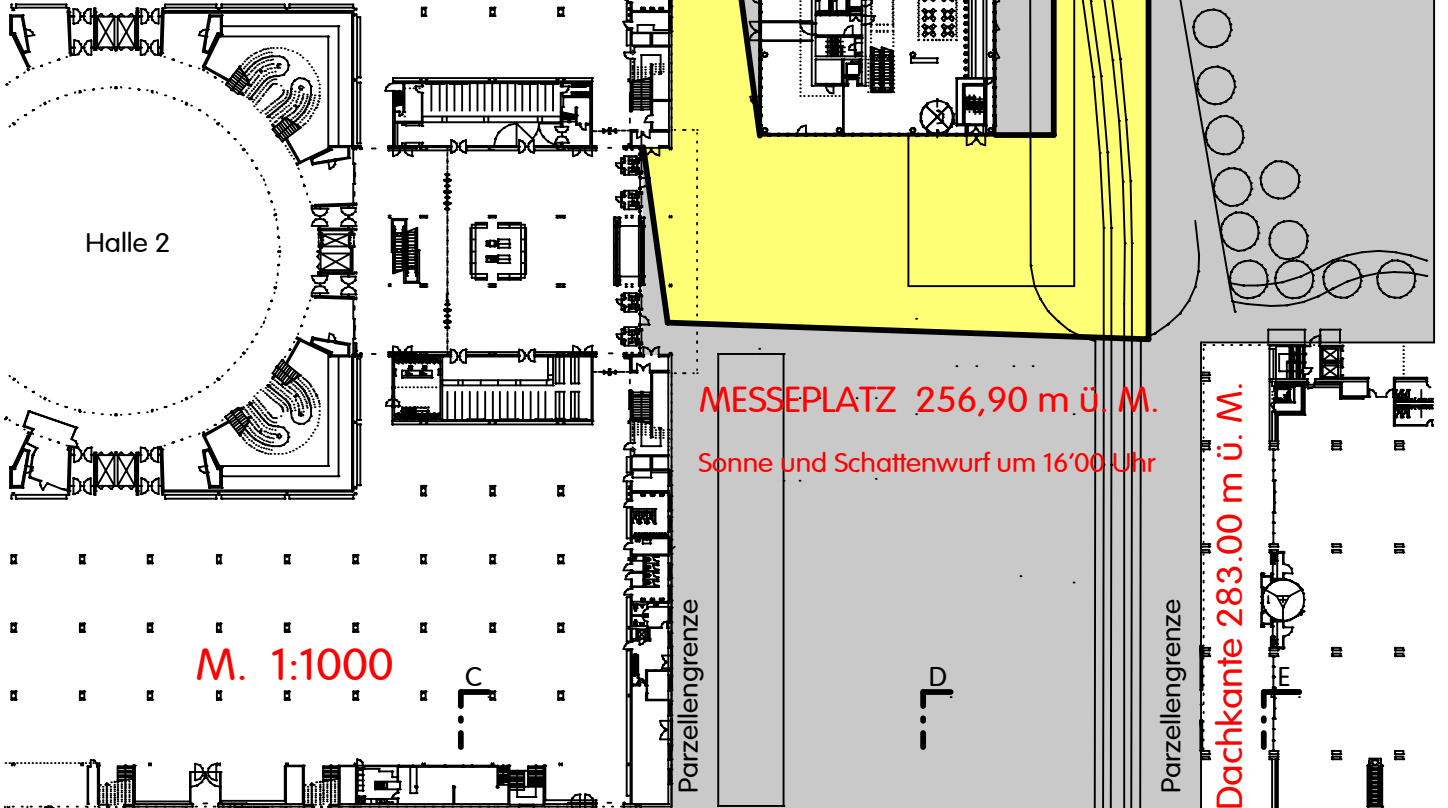 Halle 2
MESSEPLATZ 256,90 m ü. M.
Sonne und Schattenwurf um 16'00 Uhr
M. 1:1000
C
D
E
Parzellengrenze
Parzellengrenze
Dachkante 283.00 m ü. M.